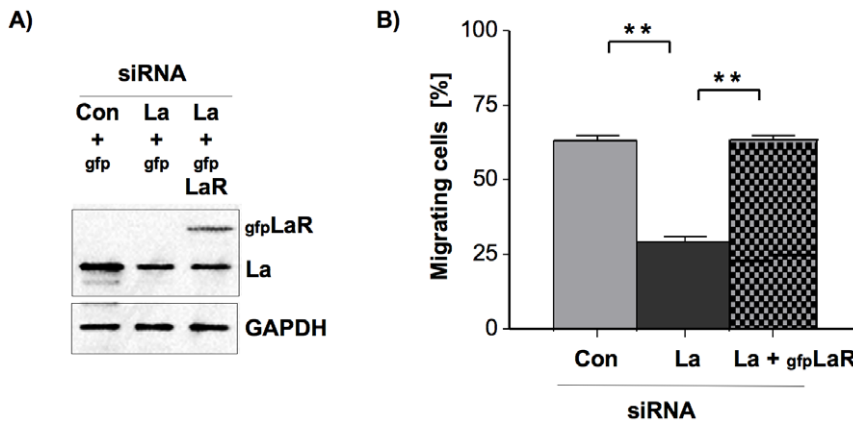 A)
siRNA
Con La La
+ + +
gfp gfp gfp
LaR
gfpLaR
La
GAPDH
B)
Migrating cells [%]
100
75
50
25
0
**
**
Con La La + gfpLaR
siRNA